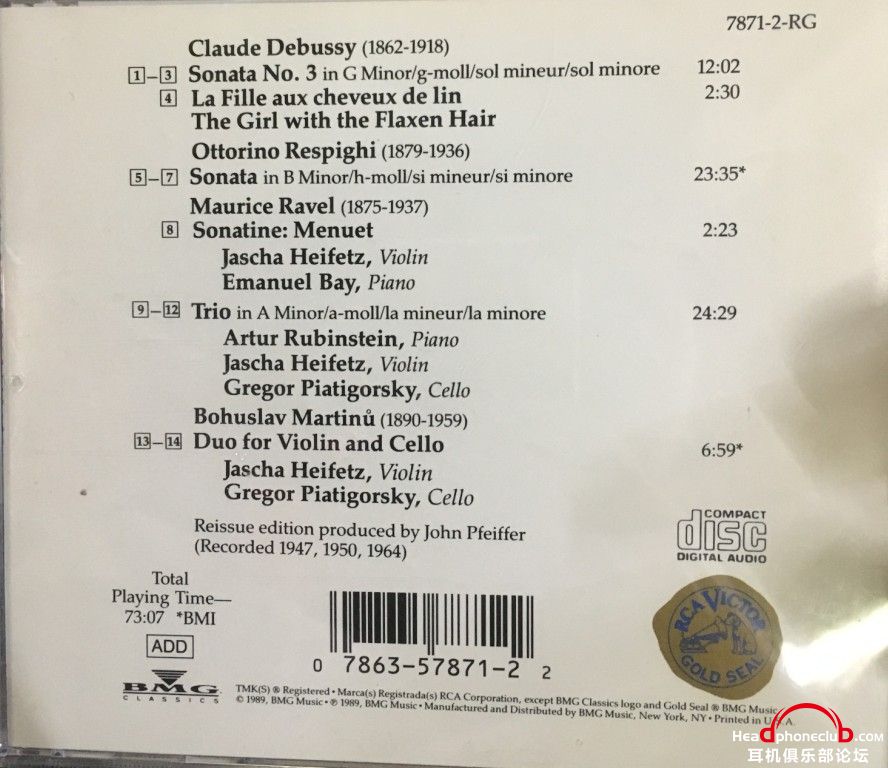 7871-2-RG
Claude Debussy (1862-1918)
1-3 Sonata No. 3 in G Minor/g-moll/sol mineur/sol minore 12:02
4 La Fille aux cheveux de lin 2:30
The Girl with the Flaxen Hair
Ottorino Respighi (1879-1936)
5-7 Sonata in B Minor/h-moll/si mineur/si minore 23:35*
Maurice Ravel (1875-1937)
8 Sonatine: Menuet 2:23
Jascha Heifetz, Violin
Emanuel Bay, Piano
9-12 Trio in A Minor/a-moll/la mineur/la minore 24:29
Artur Rubinstein, Piano
Jascha Heifetz, Violin
Gregor Piatigorsky, Cello
Bohuslav Martinů (1890-1959)
13-14 Duo for Violin and Cello 6:59*
Jascha Heifetz, Violin
Gregor Piatigorsky, Cello
Reissue edition produced by John Pfeiffer
(Recorded 1947, 1950, 1964)
COMPACT
disc
DIGITAL AUDIO
Total
Playing Time—
73:07 *BMI
ADD
BMG
CLASSICS
0 7863-57871-2 2
RCA VICTOR
GOLD SEAL
TMK(S) ® Registered • Marca(s) Registrada(s) RCA Corporation, except BMG Classics logo and Gold Seal ® BMG Music
© 1989, BMG Music • ℗ 1989, BMG Music • Manufactured and Distributed by BMG Music, New York, NY • Printed in U.S.A.
Headphoneclub.com
耳机俱乐部论坛